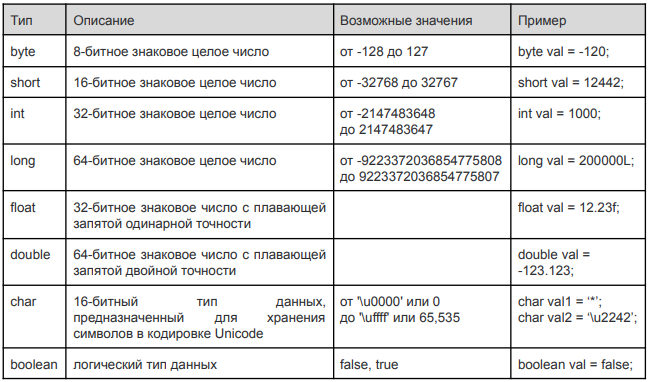 Тип Описание Возможные значения Пример
byte 8-битное знаковое целое число от -128 до 127 byte val = -120;
short 16-битное знаковое целое число от -32768 до 32767 short val = 12442;
int 32-битное знаковое целое число от -2147483648 int val = 1000;
до 2147483647
long 64-битное знаковое целое число от -9223372036854775808 long val = 200000L;
до 9223372036854775807
float 32-битное знаковое число с плавающей float val = 12.23f;
запятой одинарной точности
double 64-битное знаковое число с плавающей double val =
запятой двойной точности -123.123;
char 16-битный тип данных, от '\u0000' или 0 char val1 = ‘*’;
предназначенный для хранения до '\uffff' или 65,535 char val2 = ‘\u2242’;
символов в кодировке Unicode
boolean логический тип данных false, true boolean val = false;